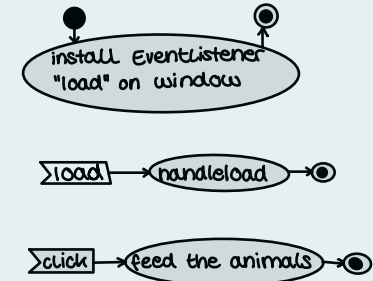 install EventListener
"load" on window
load handleload
click feed the animals